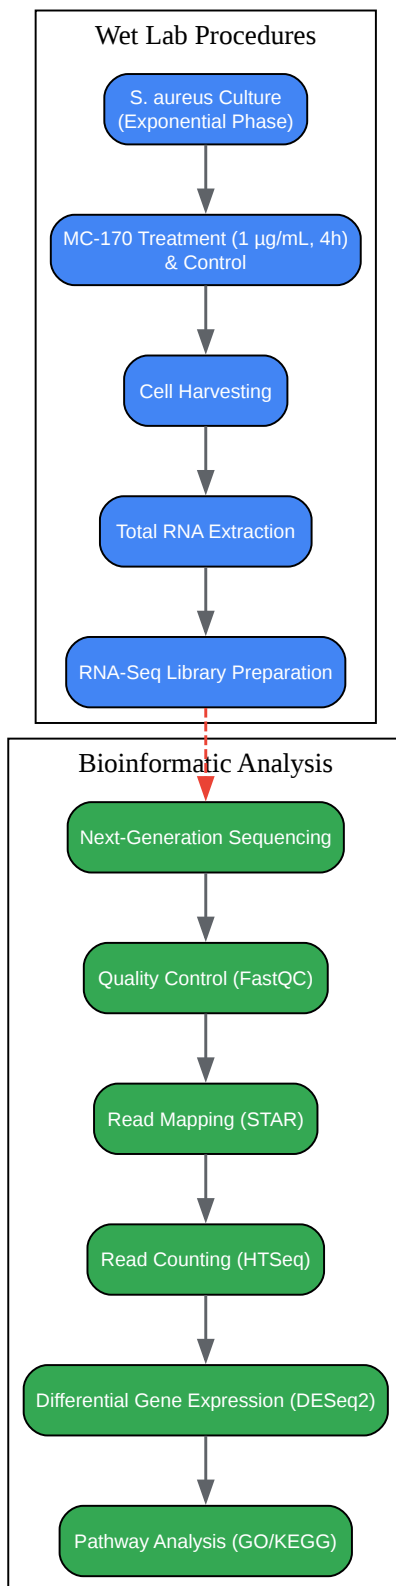 Wet Lab Procedures
S. aureus Culture
(Exponential Phase)
MC-170 Treatment (1 µg/mL, 4h)
& Control
Cell Harvesting
Total RNA Extraction
RNA-Seq Library Preparation
Bioinformatic Analysis
Next-Generation Sequencing
Quality Control (FastQC)
Read Mapping (STAR)
Read Counting (HTSeq)
Differential Gene Expression (DESeq2)
Pathway Analysis (GO/KEGG)